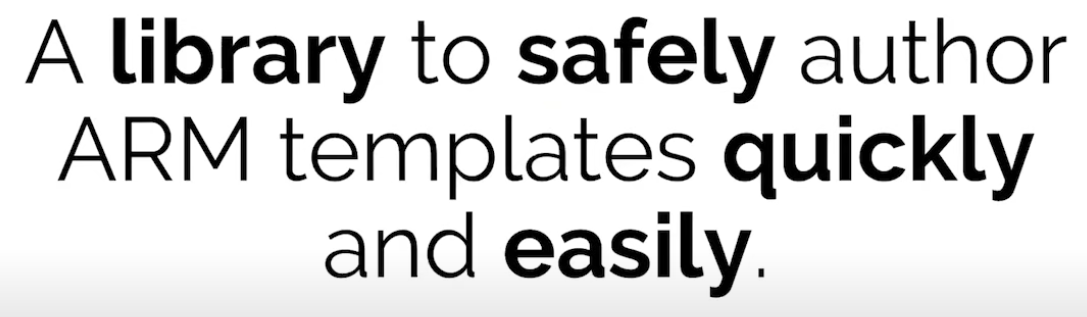 A library to safely author
ARM templates quickly
and easily.